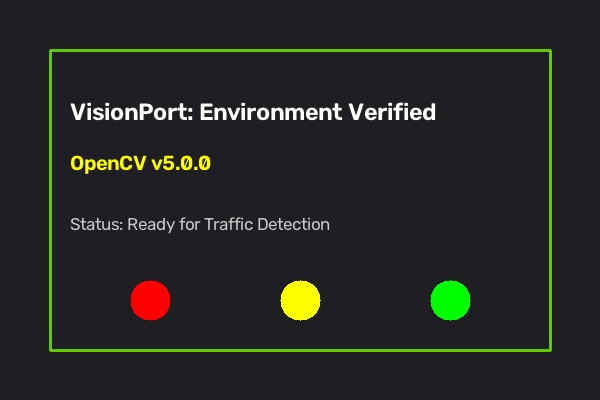 VisionPort: Environment Verified
OpenCV v5.0.0
Status: Ready for Traffic Detection